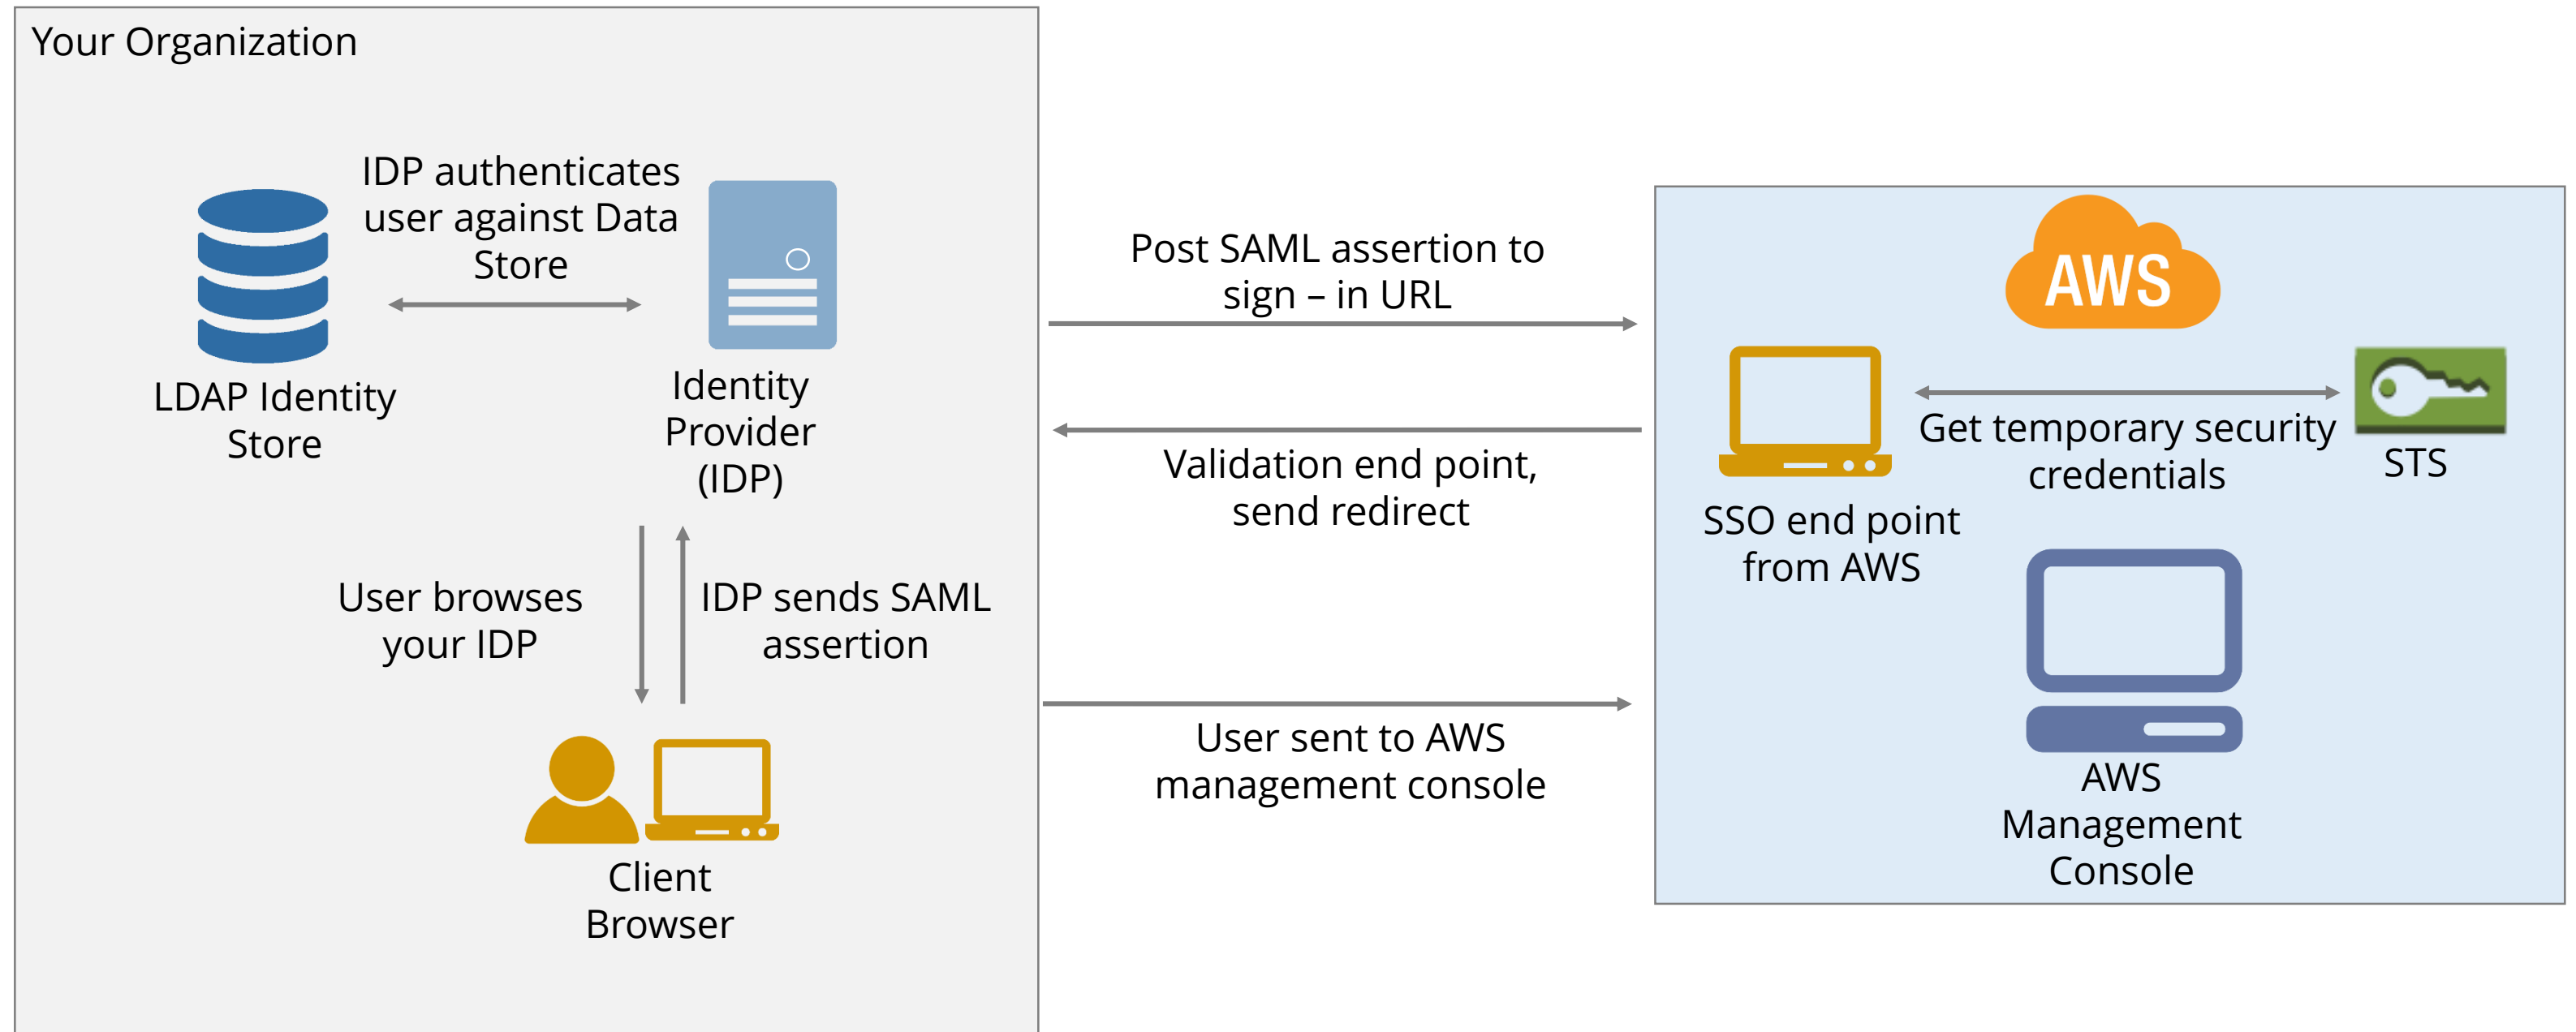 Your Organization
IDP authenticates
user against Data
Store
LDAP Identity
Store
Identity
Provider
(IDP)
User browses
your IDP
IDP sends SAML
assertion
Client
Browser
Post SAML assertion to
sign – in URL
Validation end point,
send redirect
User sent to AWS
management console
AWS
SSO end point
from AWS
Get temporary security
credentials
STS
AWS
Management
Console